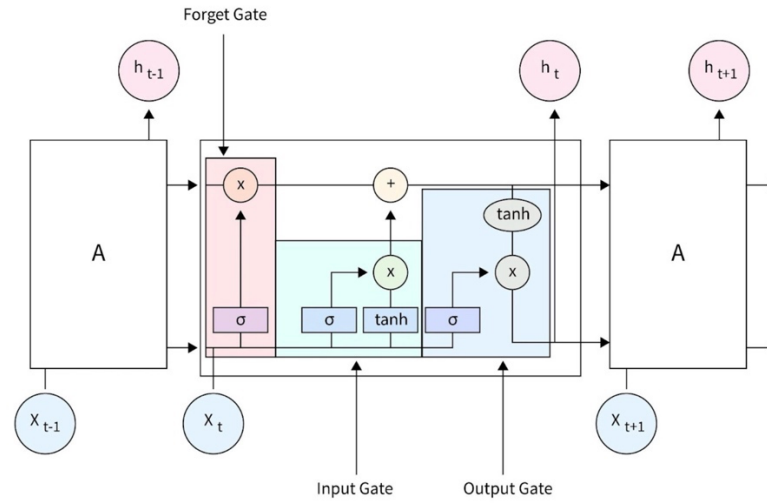 Forget Gate
h t-1
h t
h t+1
x
+
tanh
A
x
x
A
σ
σ
tanh
σ
X t-1
X t
X t+1
Input Gate
Output Gate